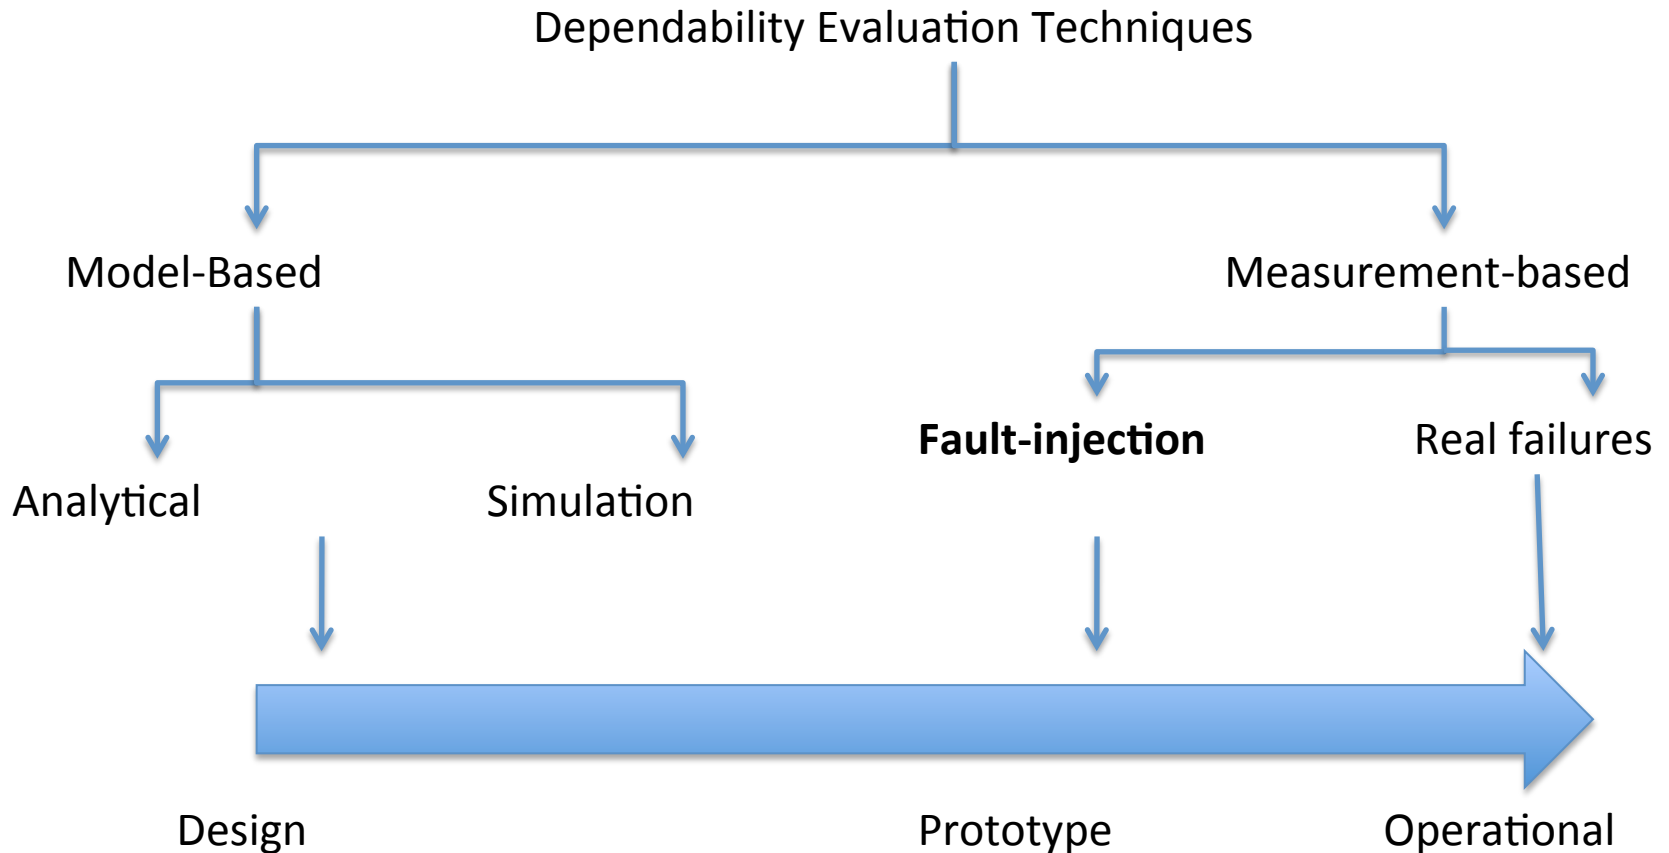 Dependability Evaluation Techniques
Model-Based
Measurement-based
Fault-injection
Real failures
Analytical
Simulation
Design
Prototype
Operational